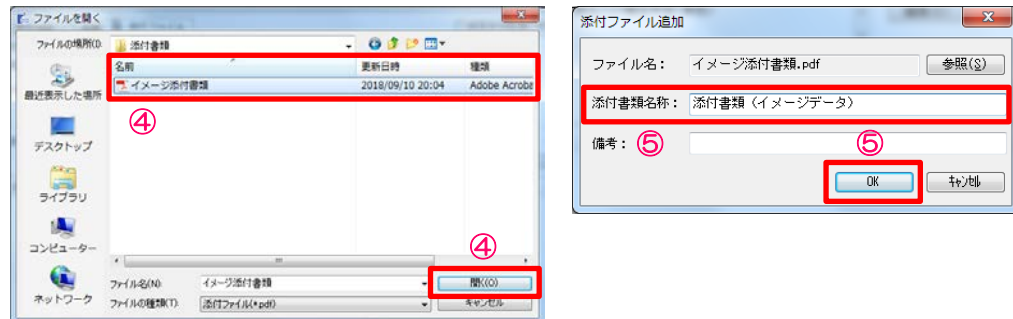 ファイルを開く
ファイルの場所(I):
添付書類
名前
更新日時
種類
イメージ添付書類
2018/09/10 20:04
Adobe Acroba
④
最近表示した場所
デスクトップ
ライブラリ
コンピューター
ネットワーク
④
ファイル名(N):
イメージ添付書類
開く(O)
ファイルの種類(T):
添付ファイル(*.pdf)
キャンセル
添付ファイル追加
ファイル名：
イメージ添付書類.pdf
参照(S)
添付書類名称：
添付書類（イメージデータ）
備考：
⑤
⑤
OK
キャンセル